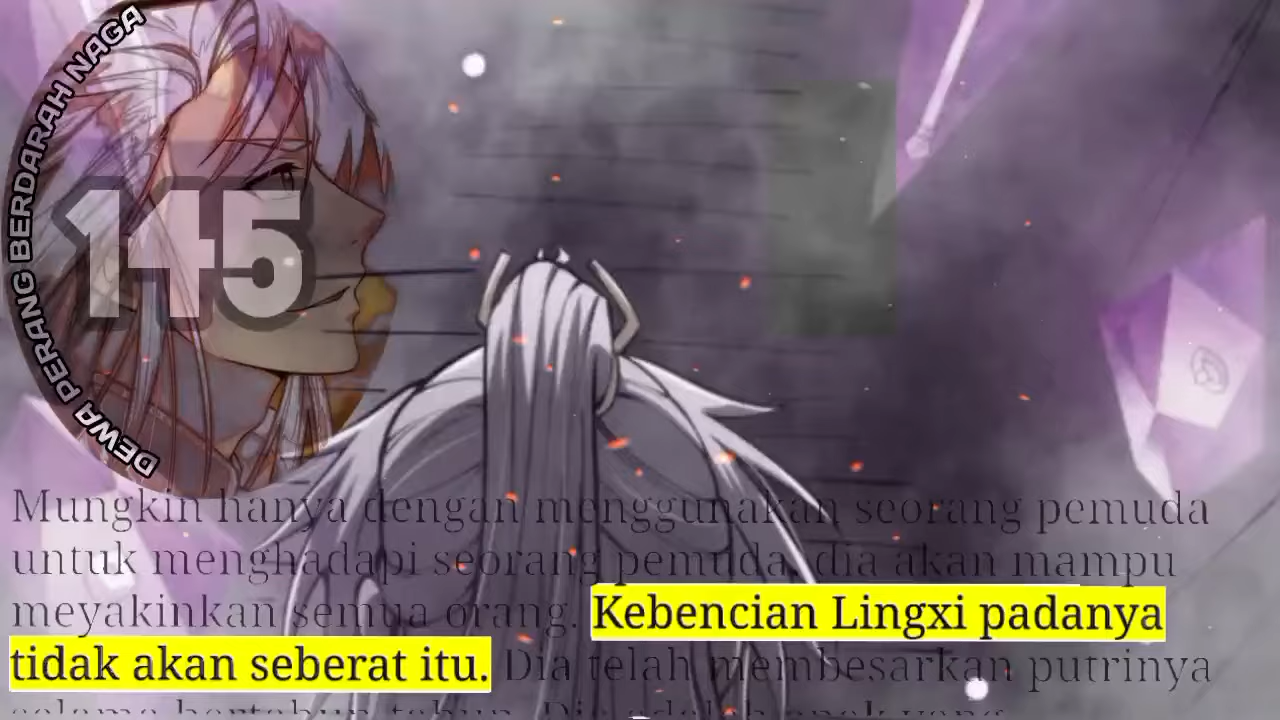 DEWA PERANG BERDARAH NAGA
145
Mungkin hanya dengan menggunakan seorang pemuda
untuk menghadapi seorang pemuda, dia akan mampu
meyakinkan semua orang. Kebencian Lingxi padanya
tidak akan seberat itu. Dia telah membesarkan putrinya